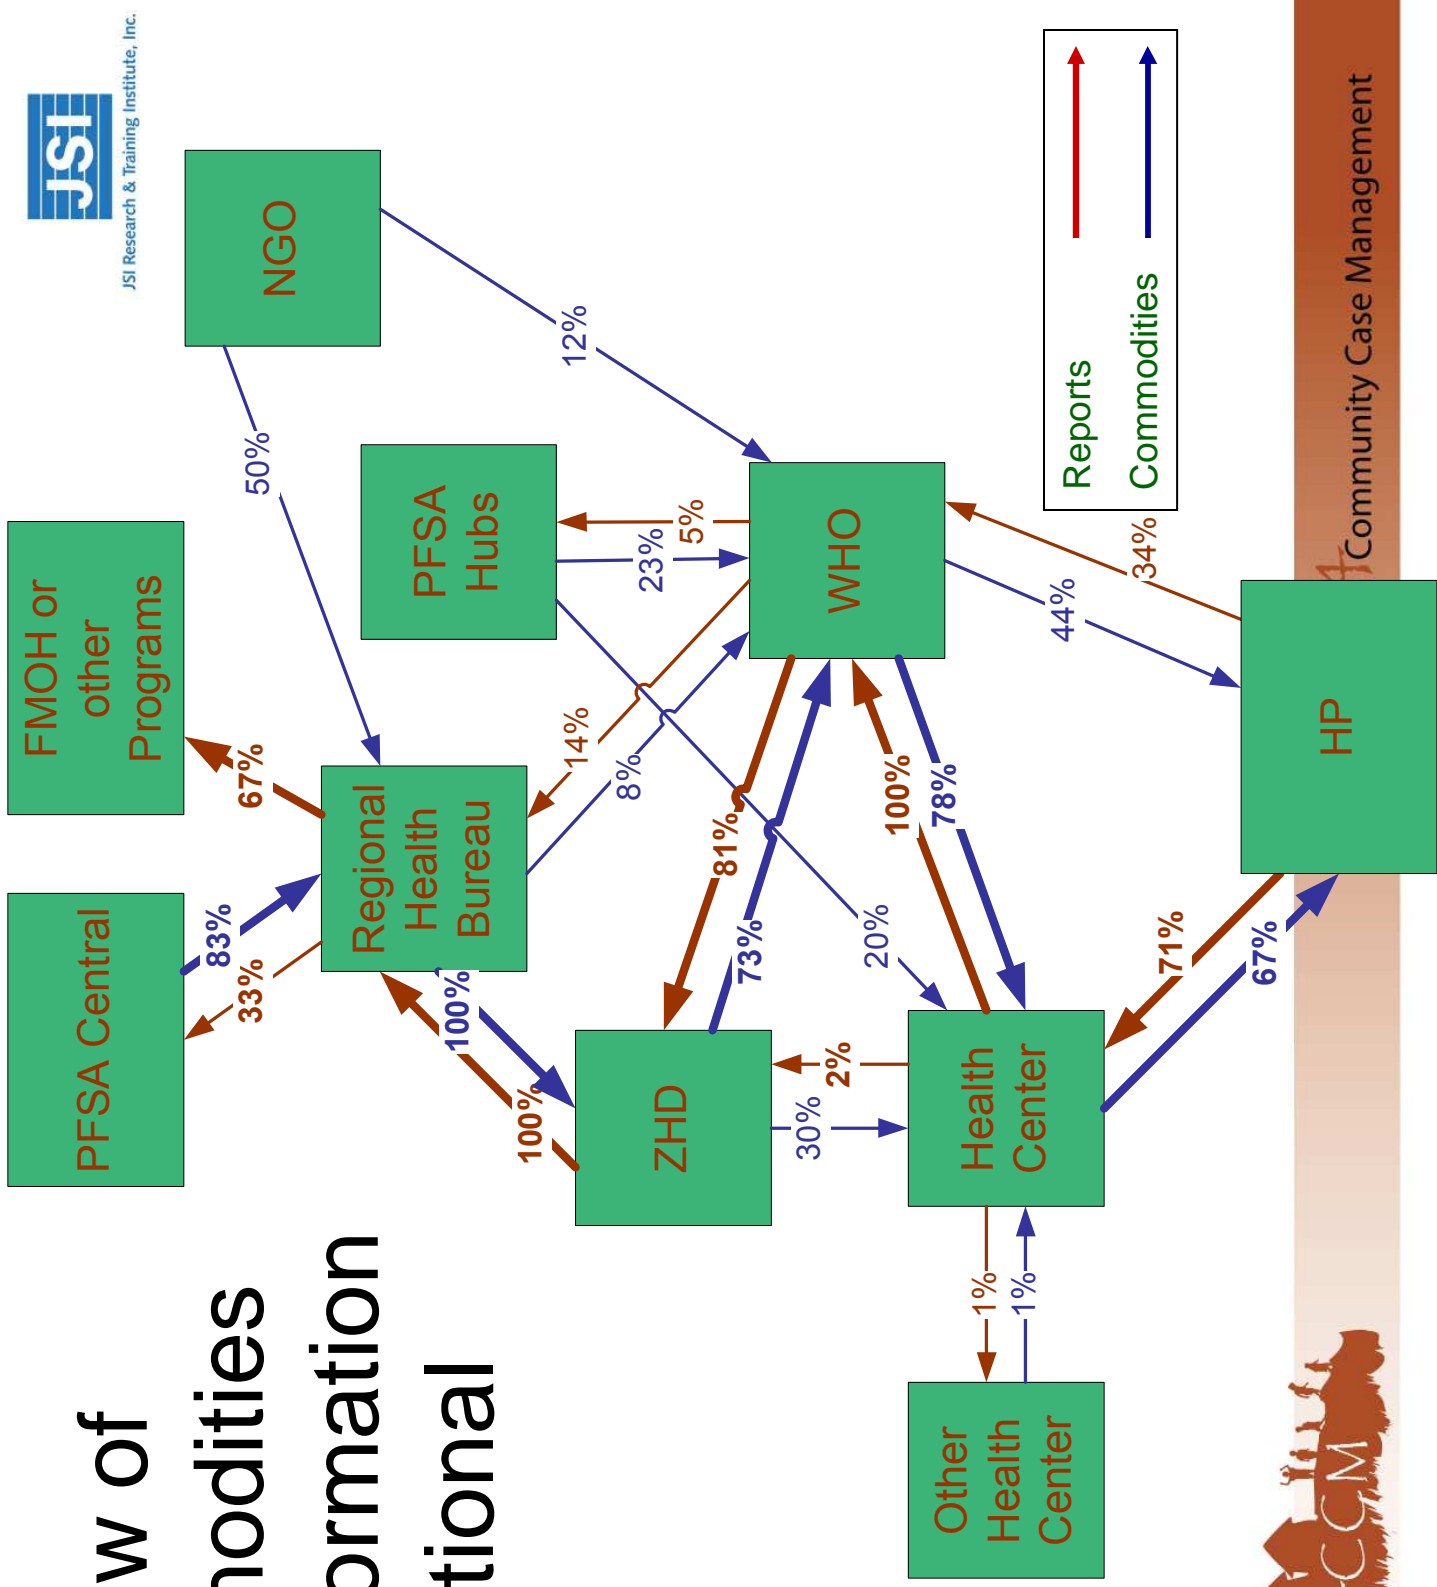 w of
modities
ormation
tional
JSI
JSI Research & Training Institute, Inc.
PFSA Central
FMOH or
other
Programs
NGO
83%
33%
67%
50%
Regional
Health
Bureau
PFSA
Hubs
12%
100%
100%
14%
8%
23%
5%
ZHD
81%
73%
WHO
20%
30%
2%
100%
78%
44%
34%
Other
Health
Center
1%
1%
Health
Center
71%
67%
HP
Reports
Commodities
CCM
Community Case Management